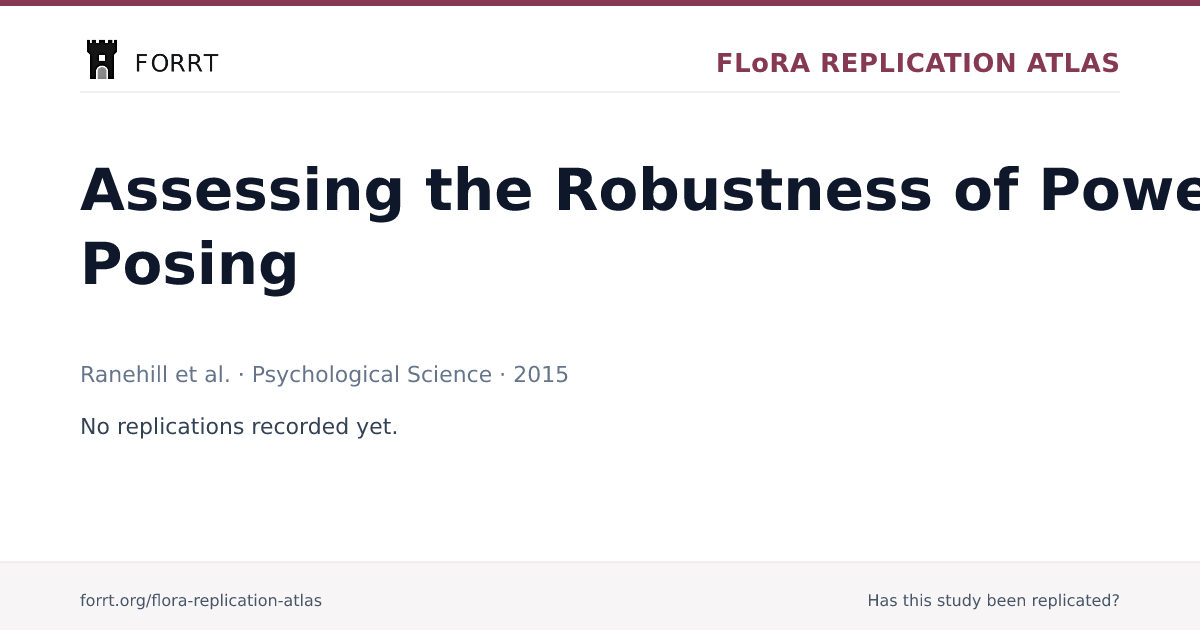 FORRT
FLoRA REPLICATION ATLAS
Assessing the Robustness of Powe
Posing
Ranehill et al. · Psychological Science · 2015
No replications recorded yet.
forrt.org/flora-replication-atlas
Has this study been replicated?